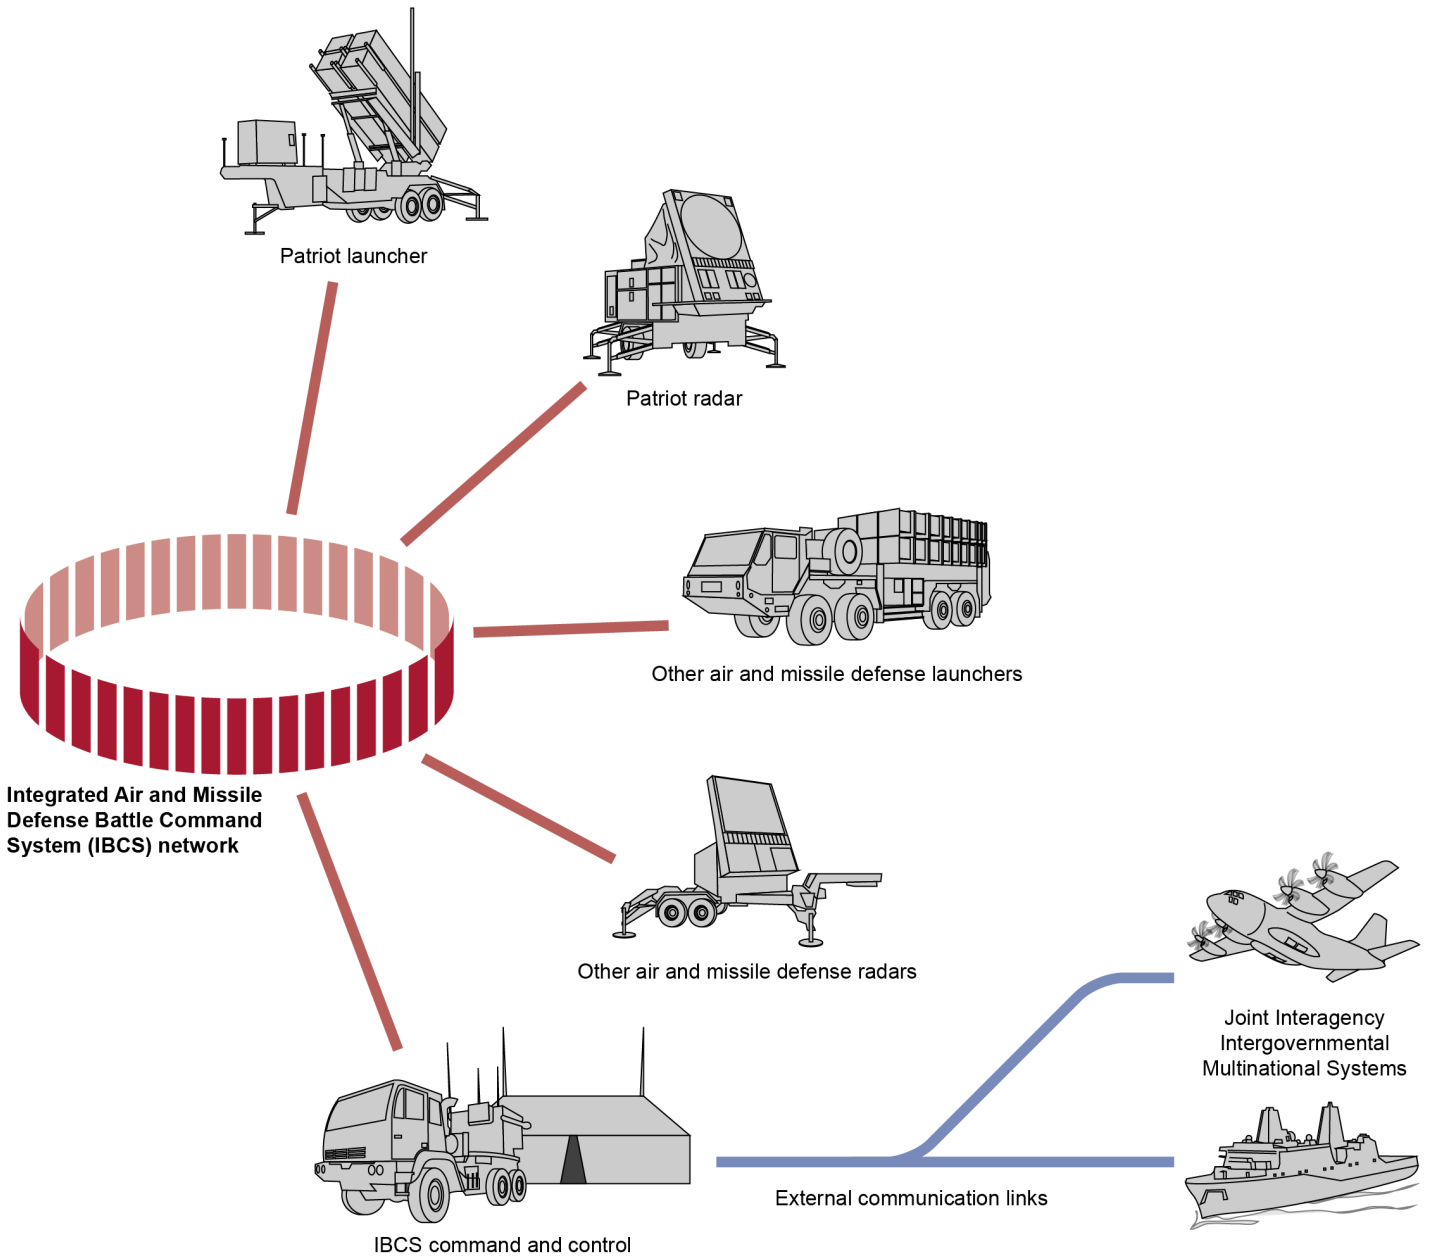 Patriot launcher
Patriot radar
Other air and missile defense launchers
Integrated Air and Missile
Defense Battle Command
System (IBCS) network
Other air and missile defense radars
Joint Interagency
Intergovernmental
Multinational Systems
External communication links
IBCS command and control